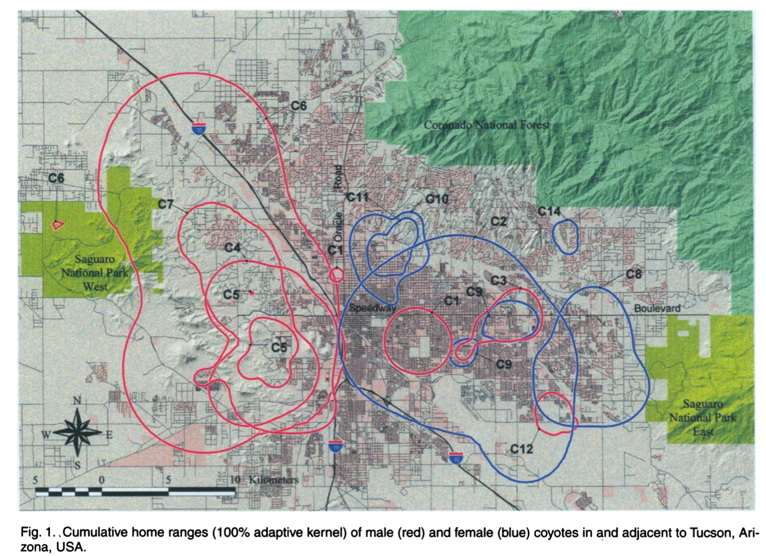 C6
Coronado National Forest
C6
Road
C11
C10
C7
C2
C14
Oracle
C4
C1
Saguaro
National Park
West
C8
C5
C3
C9
C1
Speedway
Boulevard
C5
C9
Saguaro
National Park
East
N
W E
S
C12
5 0 5 10 Kilometers
Fig. 1. .Cumulative home ranges (100% adaptive kernel) of male (red) and female (blue) coyotes in and adjacent to Tucson, Ari-
zona, USA.